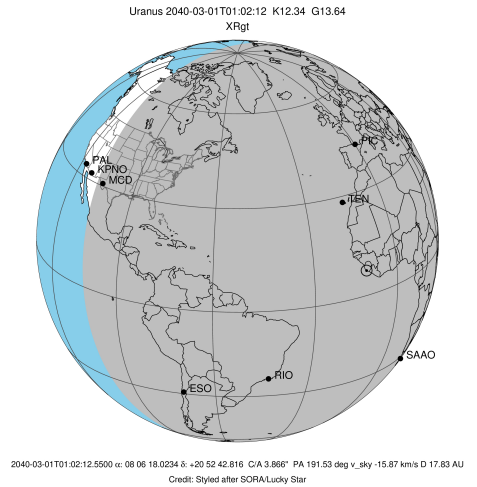 Uranus 2040-03-01T01:02:12 K12.34 G13.64
XRgt
PIC
PAL
KPNO
MCD
TEN
SAAO
RIO
ESO
2040-03-01T01:02:12.5500 α: 08 06 18.0234 δ: +20 52 42.816 C/A 3.866" PA 191.53 deg v_sky -15.87 km/s D 17.83 AU
Credit: Styled after SORA/Lucky Star